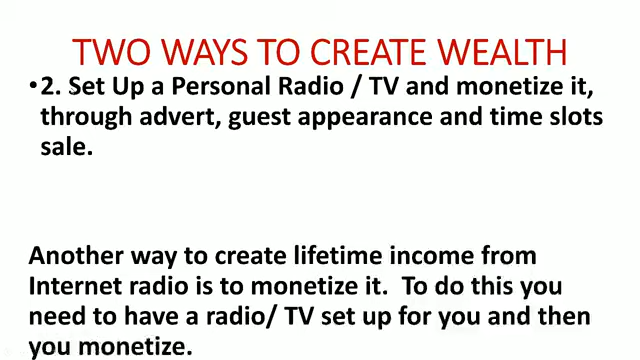 TWO WAYS TO CREATE WEALTH
•2. Set Up a Personal Radio / TV and monetize it,
through advert, guest appearance and time slots
sale.
Another way to create lifetime income from
Internet radio is to monetize it.  To do this you
need to have a radio/ TV set up for you and then
you monetize.